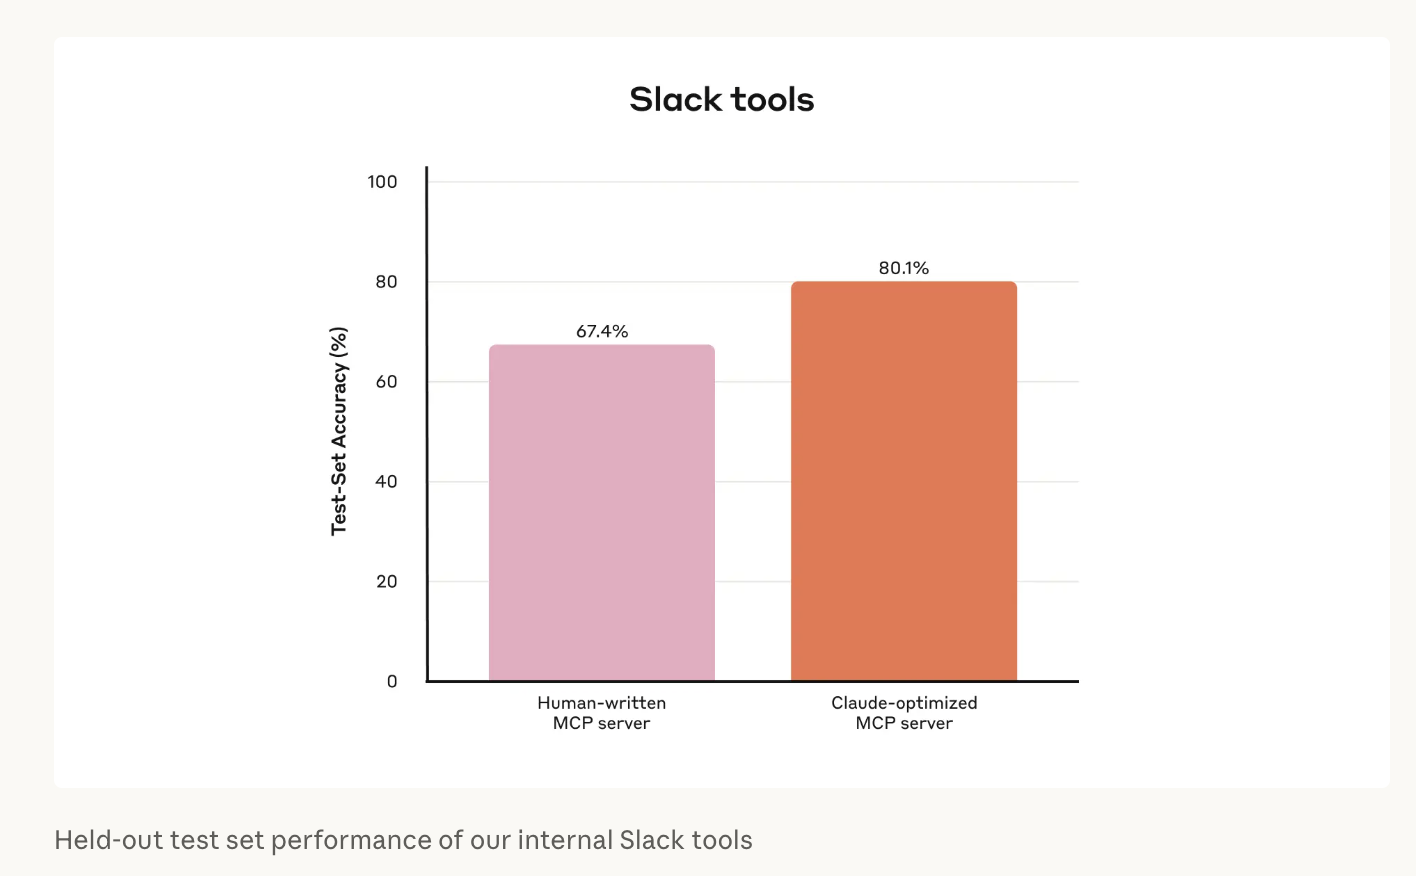 Slack tools
100
80
60
40
20
0
Test-Set Accuracy (%)
67.4%
80.1%
Human-written
MCP server
Claude-optimized
MCP server
Held-out test set performance of our internal Slack tools